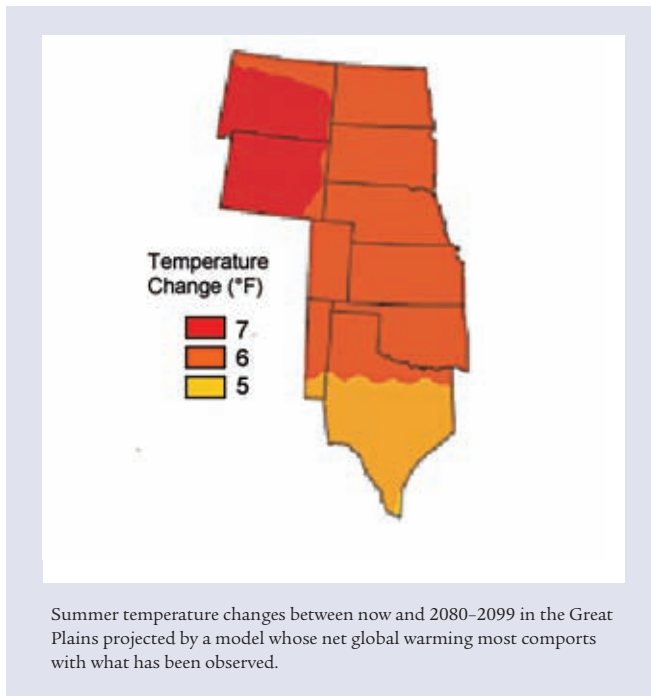 Temperature
Change (°F)
7
6
5
Summer temperature changes between now and 2080–2099 in the Great
Plains projected by a model whose net global warming most comports
with what has been observed.